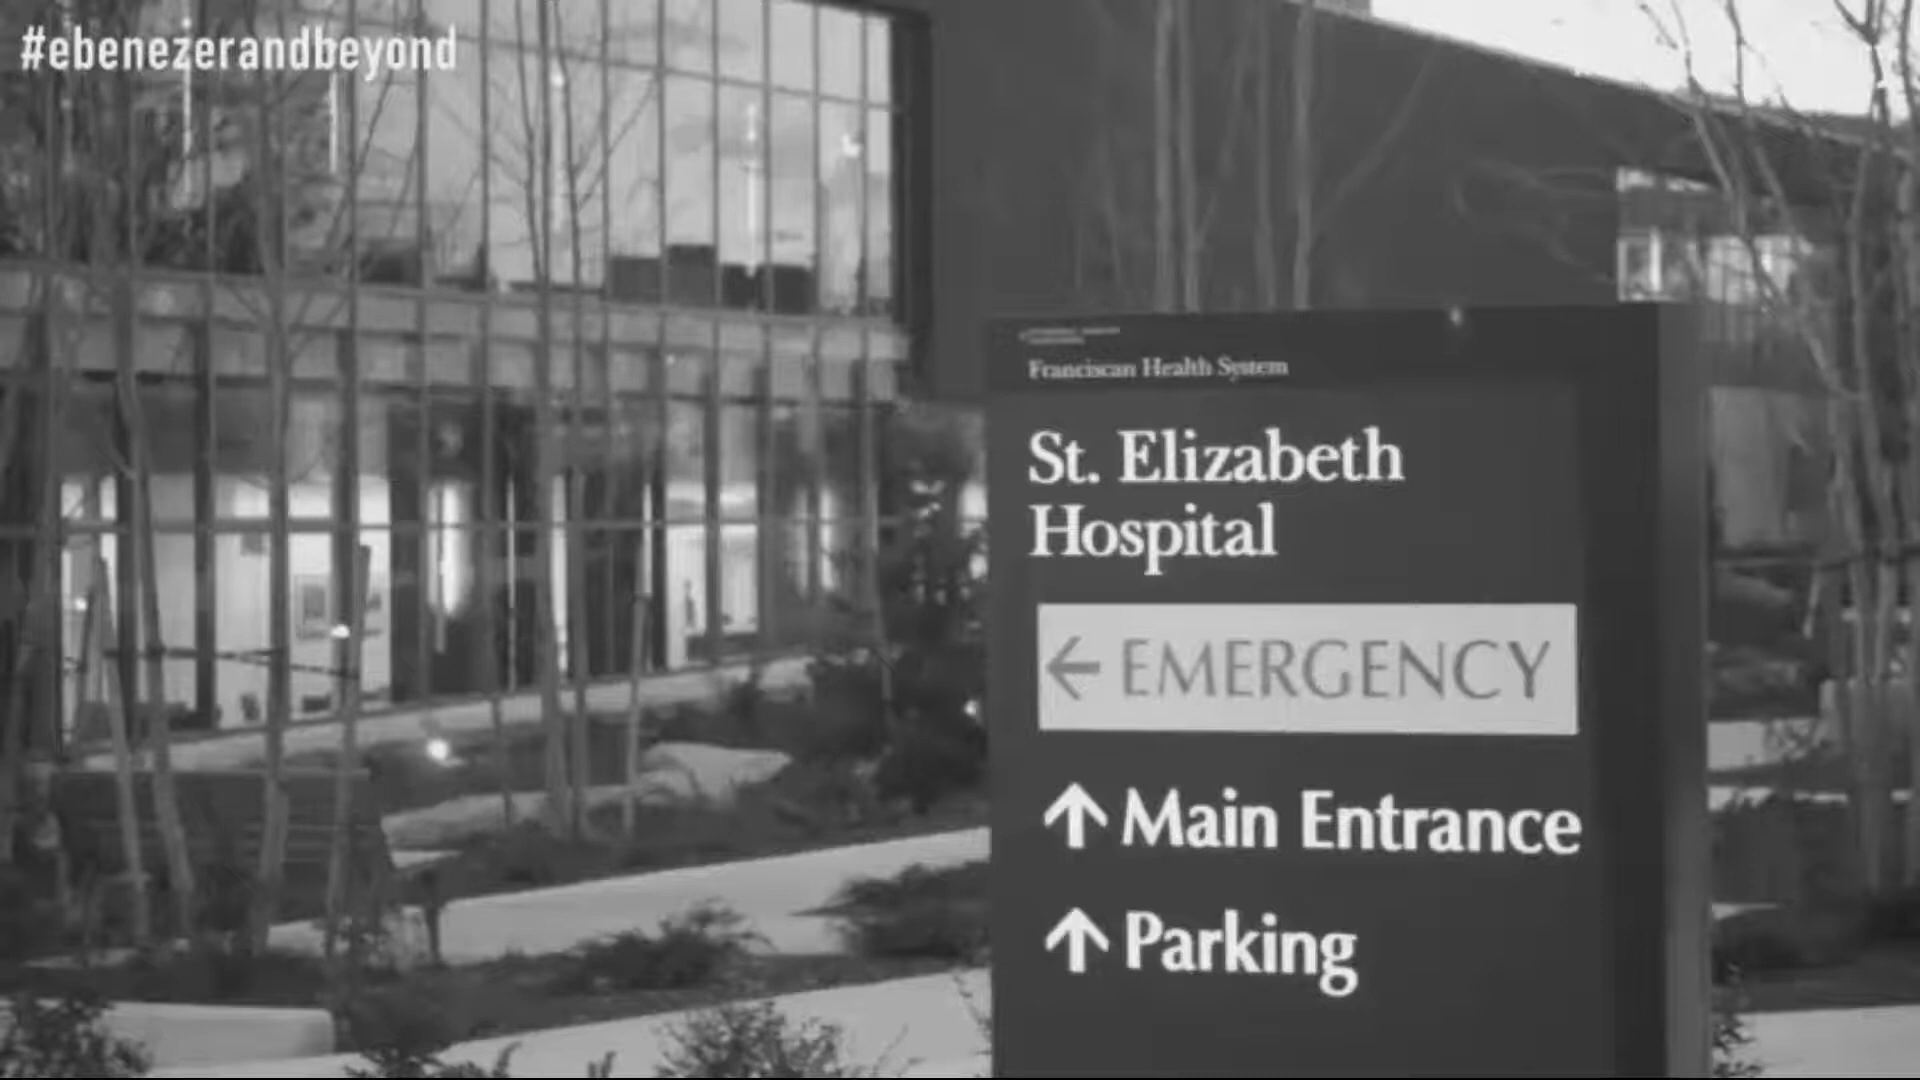 #ebenezerandbeyond
Franciscan Health System
St. Elizabeth
Hospital
← EMERGENCY
↑ Main Entrance
↑ Parking